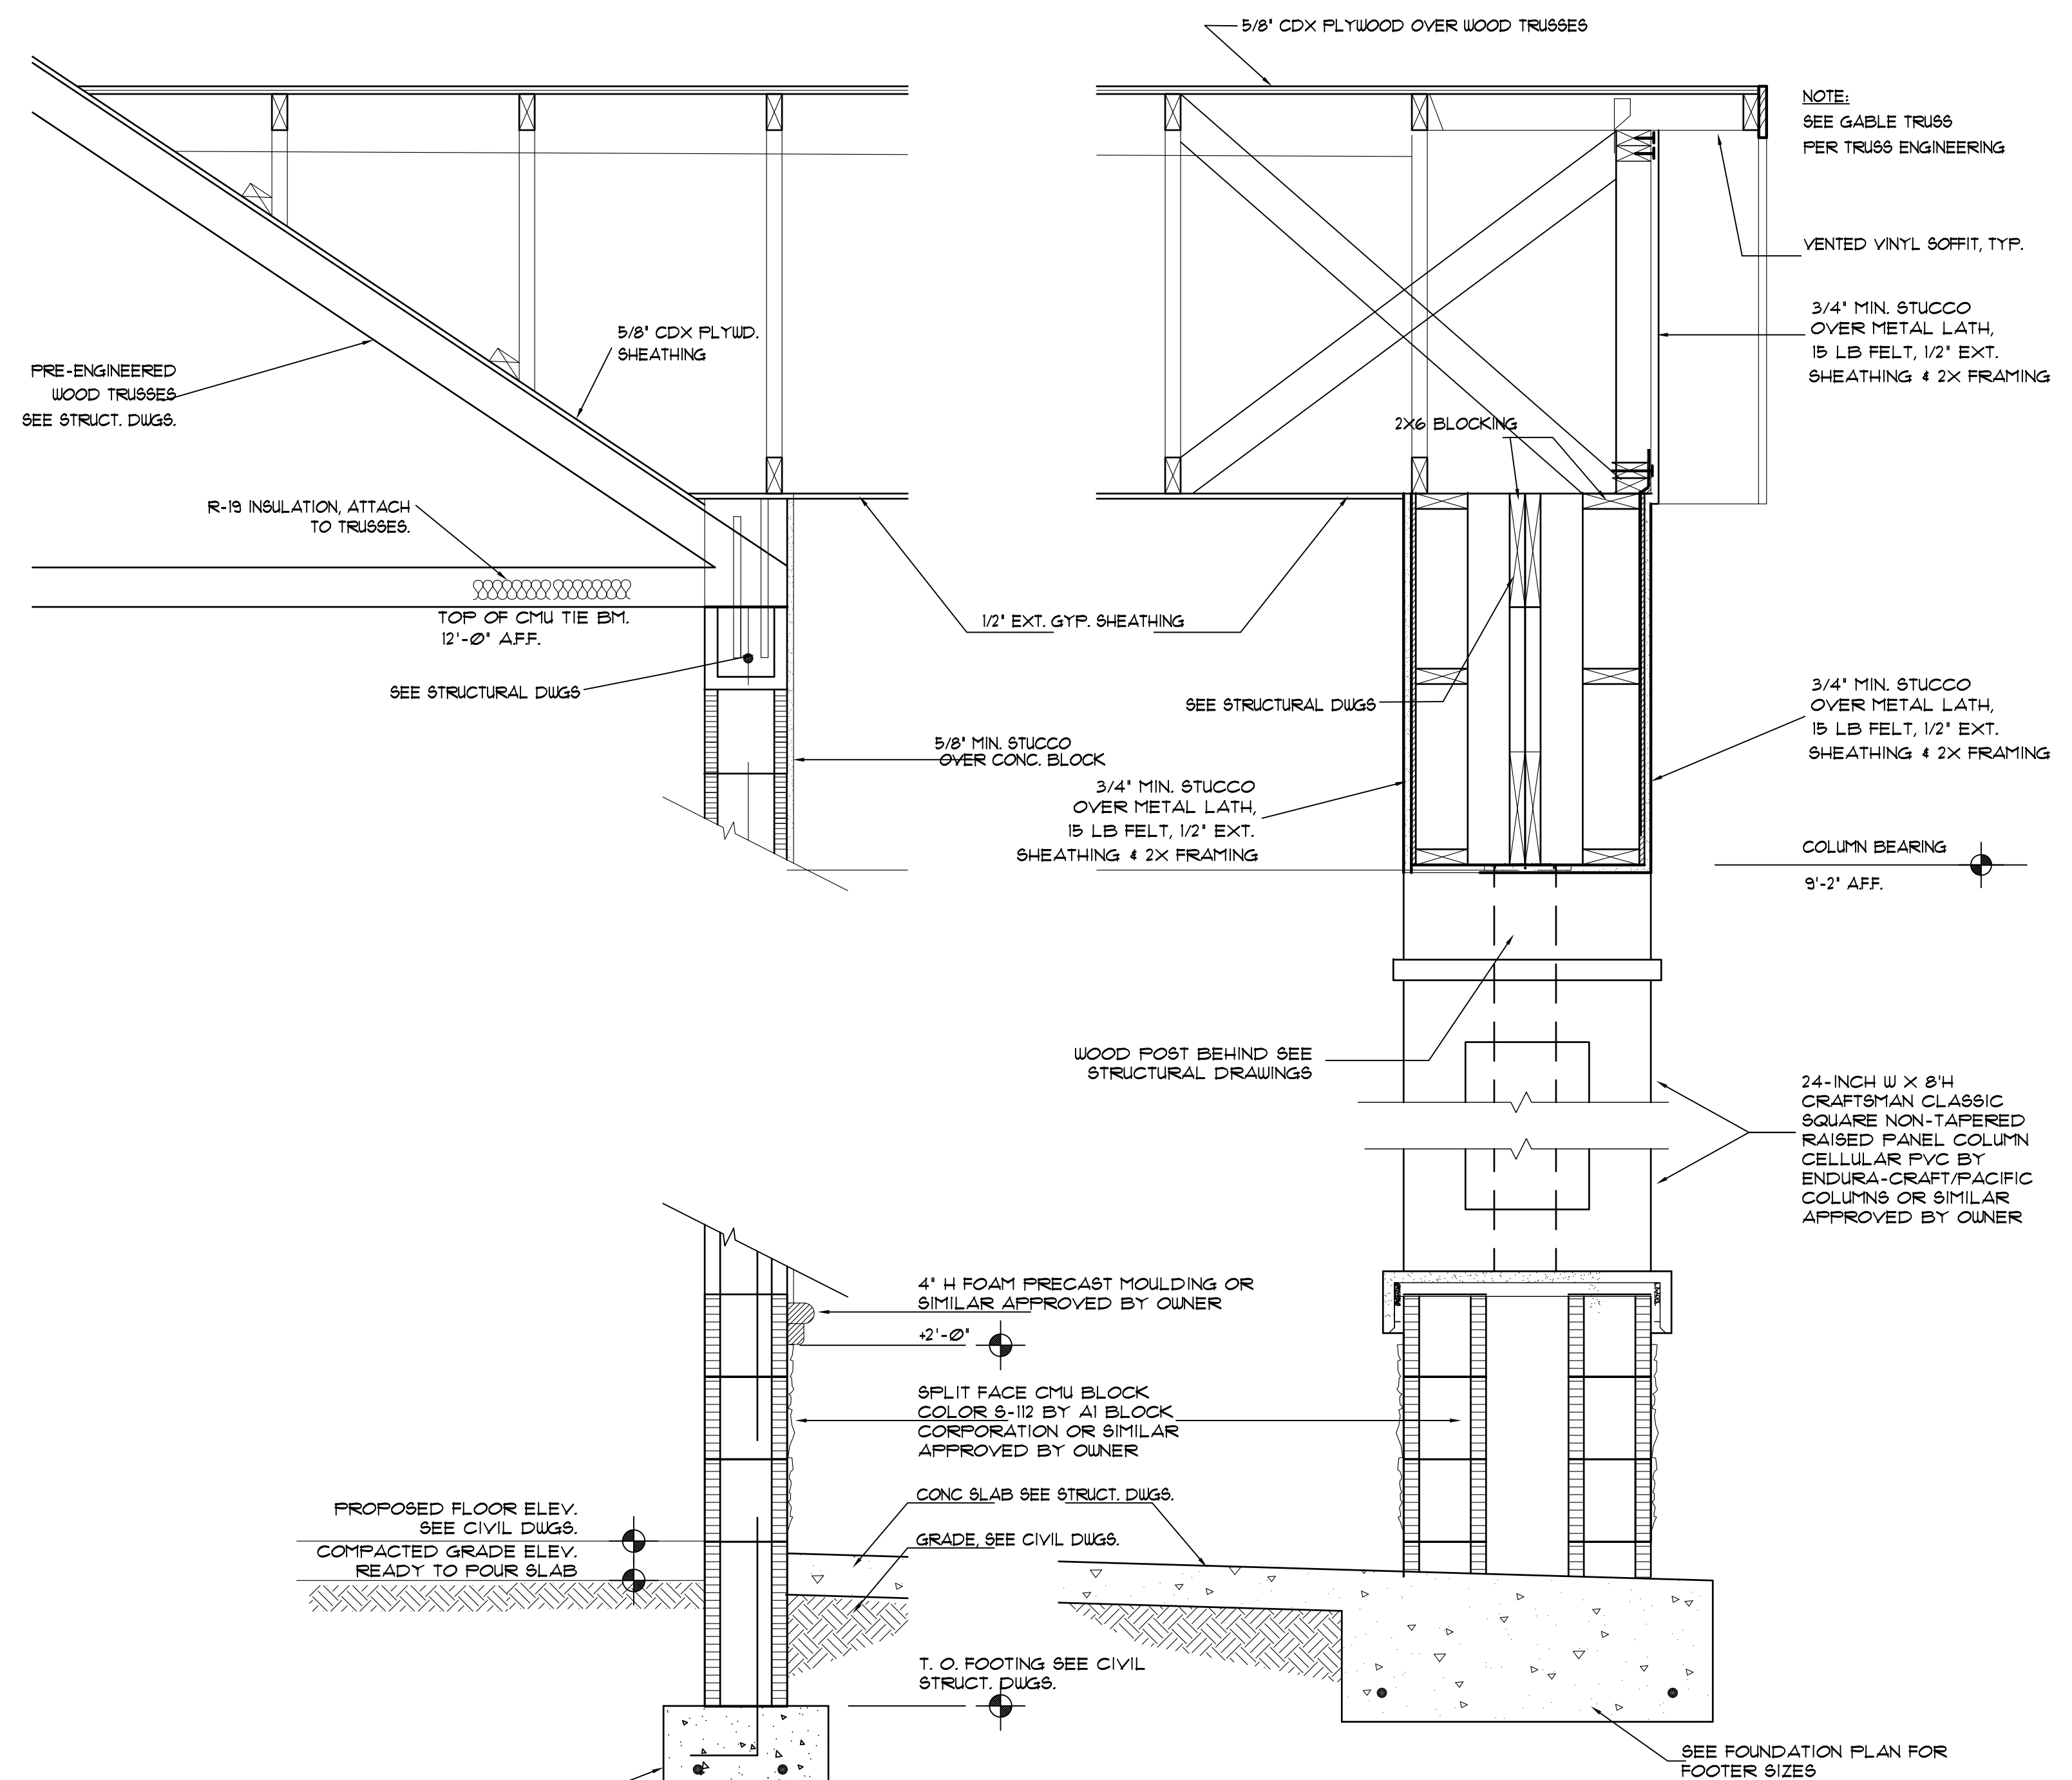 5/8" CDX PLYWOOD OVER WOOD TRUSSES
NOTE:
SEE GABLE TRUSS
PER TRUSS ENGINEERING
VENTED VINYL SOFFIT, TYP.
3/4" MIN. STUCCO
OVER METAL LATH,
15 LB FELT, 1/2" EXT.
SHEATHING & 2X FRAMING
5/8" CDX PLYWD.
SHEATHING
PRE-ENGINEERED
WOOD TRUSSES
SEE STRUCT. DWGS.
2X6 BLOCKING
R-19 INSULATION, ATTACH
TO TRUSSES.
TOP OF CMU TIE BM.
12'-0" A.F.F.
1/2" EXT. GYP. SHEATHING
SEE STRUCTURAL DWGS
SEE STRUCTURAL DWGS
3/4" MIN. STUCCO
OVER METAL LATH,
15 LB FELT, 1/2" EXT.
SHEATHING & 2X FRAMING
5/8" MIN. STUCCO
OVER CONC. BLOCK
3/4" MIN. STUCCO
OVER METAL LATH,
15 LB FELT, 1/2" EXT.
SHEATHING & 2X FRAMING
COLUMN BEARING
9'-2" A.F.F.
WOOD POST BEHIND SEE
STRUCTURAL DRAWINGS
24-INCH W X 8'H
CRAFTSMAN CLASSIC
SQUARE NON-TAPERED
RAISED PANEL COLUMN
CELLULAR PVC BY
ENDURA-CRAFT/PACIFIC
COLUMNS OR SIMILAR
APPROVED BY OWNER
4" H FOAM PRECAST MOULDING OR
SIMILAR APPROVED BY OWNER
+2'-0"
SPLIT FACE CMU BLOCK
COLOR S-112 BY A1 BLOCK
CORPORATION OR SIMILAR
APPROVED BY OWNER
CONC SLAB SEE STRUCT. DWGS.
GRADE, SEE CIVIL DWGS.
PROPOSED FLOOR ELEV.
SEE CIVIL DWGS.
COMPACTED GRADE ELEV.
READY TO POUR SLAB
T. O. FOOTING SEE CIVIL
STRUCT. DWGS.
SEE FOUNDATION PLAN FOR
FOOTER SIZES